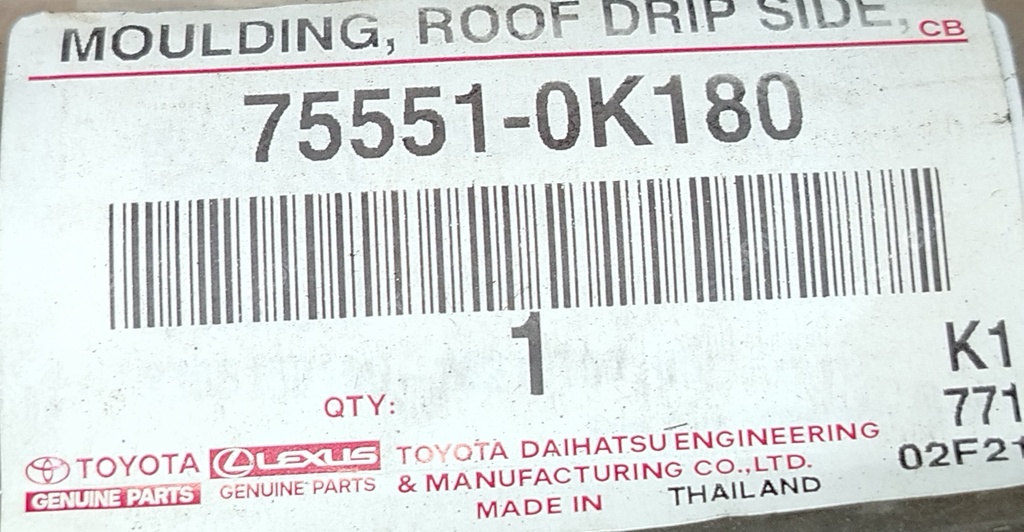 MOULDING, ROOF DRIP SIDE, CB
75551-0K180
1
QTY:
K1
771
02F21
TOYOTA
GENUINE PARTS
LEXUS
GENUINE PARTS
TOYOTA DAIHATSU ENGINEERING
& MANUFACTURING CO.,LTD.
MADE IN THAILAND